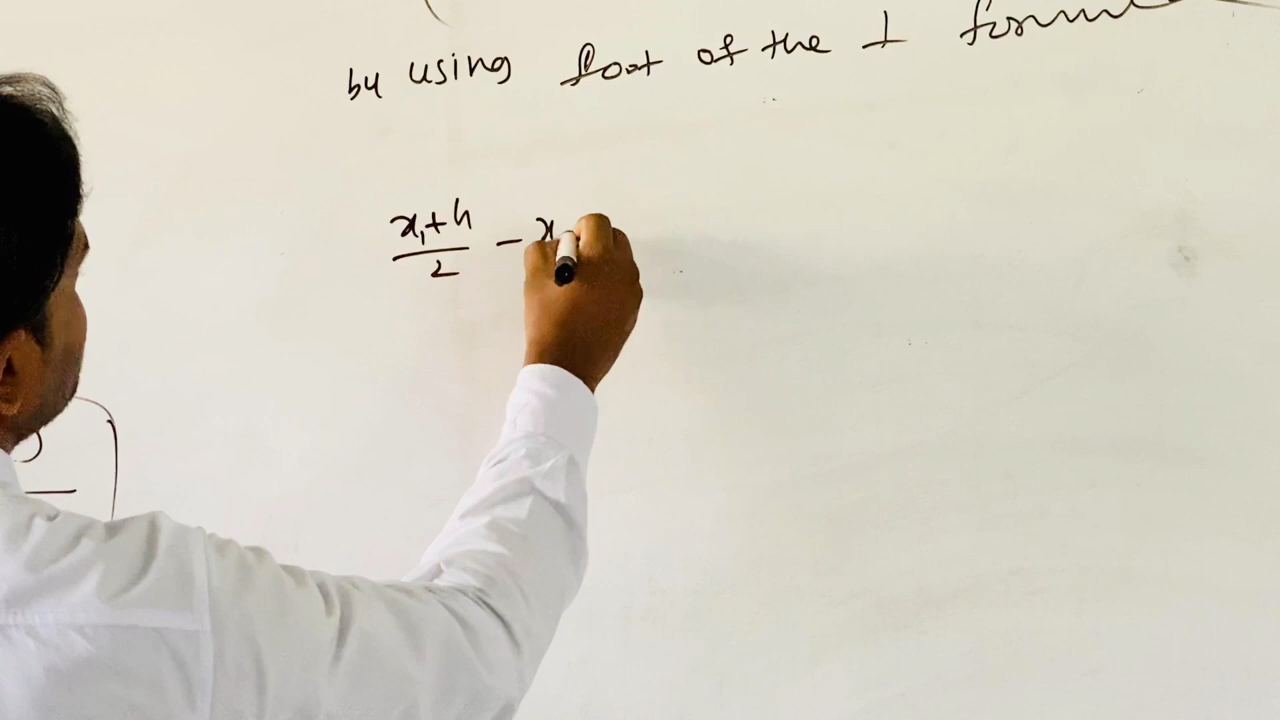 by using foot of the ⊥ formula
x₁+h
2
− x